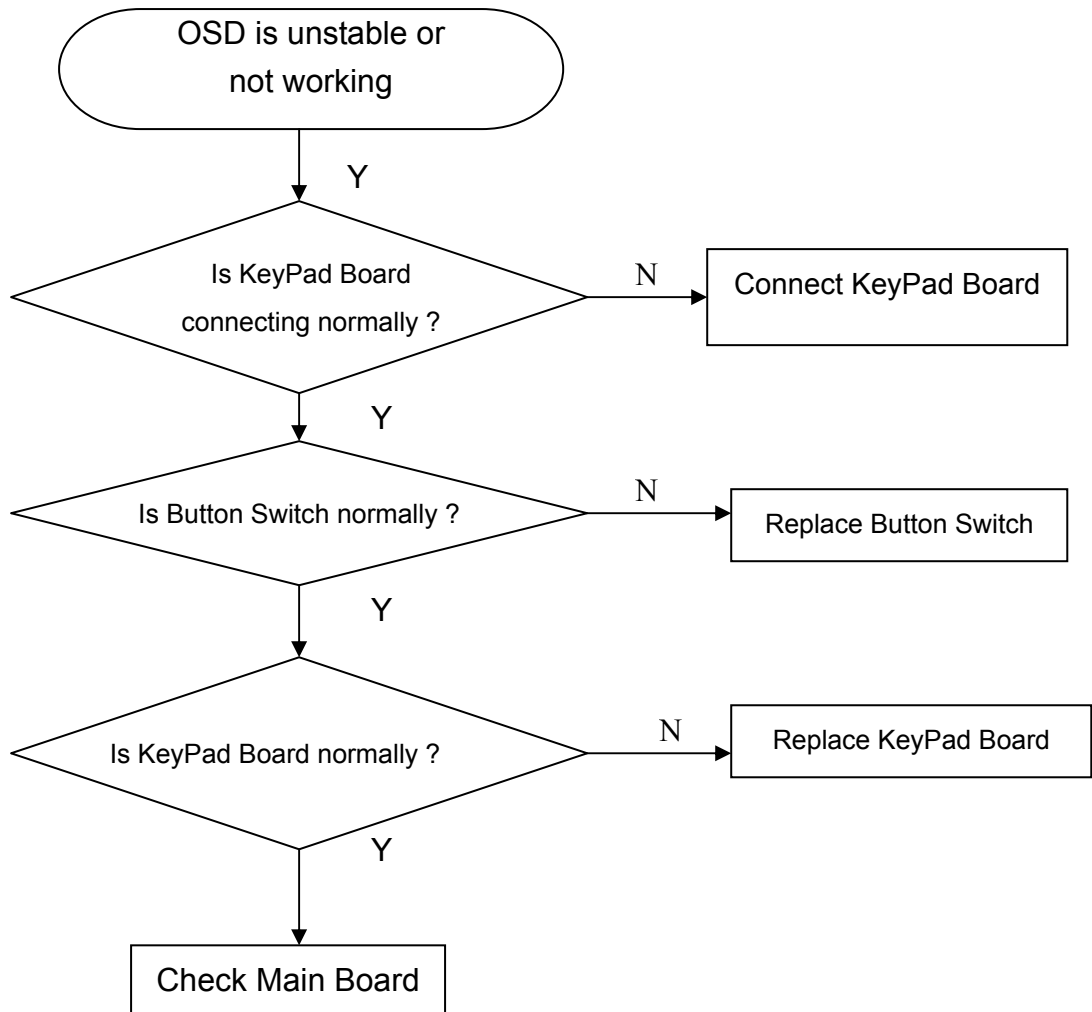 OSD is unstable or
not working
Y
Is KeyPad Board
connecting normally ?
N
Connect KeyPad Board
Y
Is Button Switch normally ?
N
Replace Button Switch
Y
Is KeyPad Board normally ?
N
Replace KeyPad Board
Y
Check Main Board